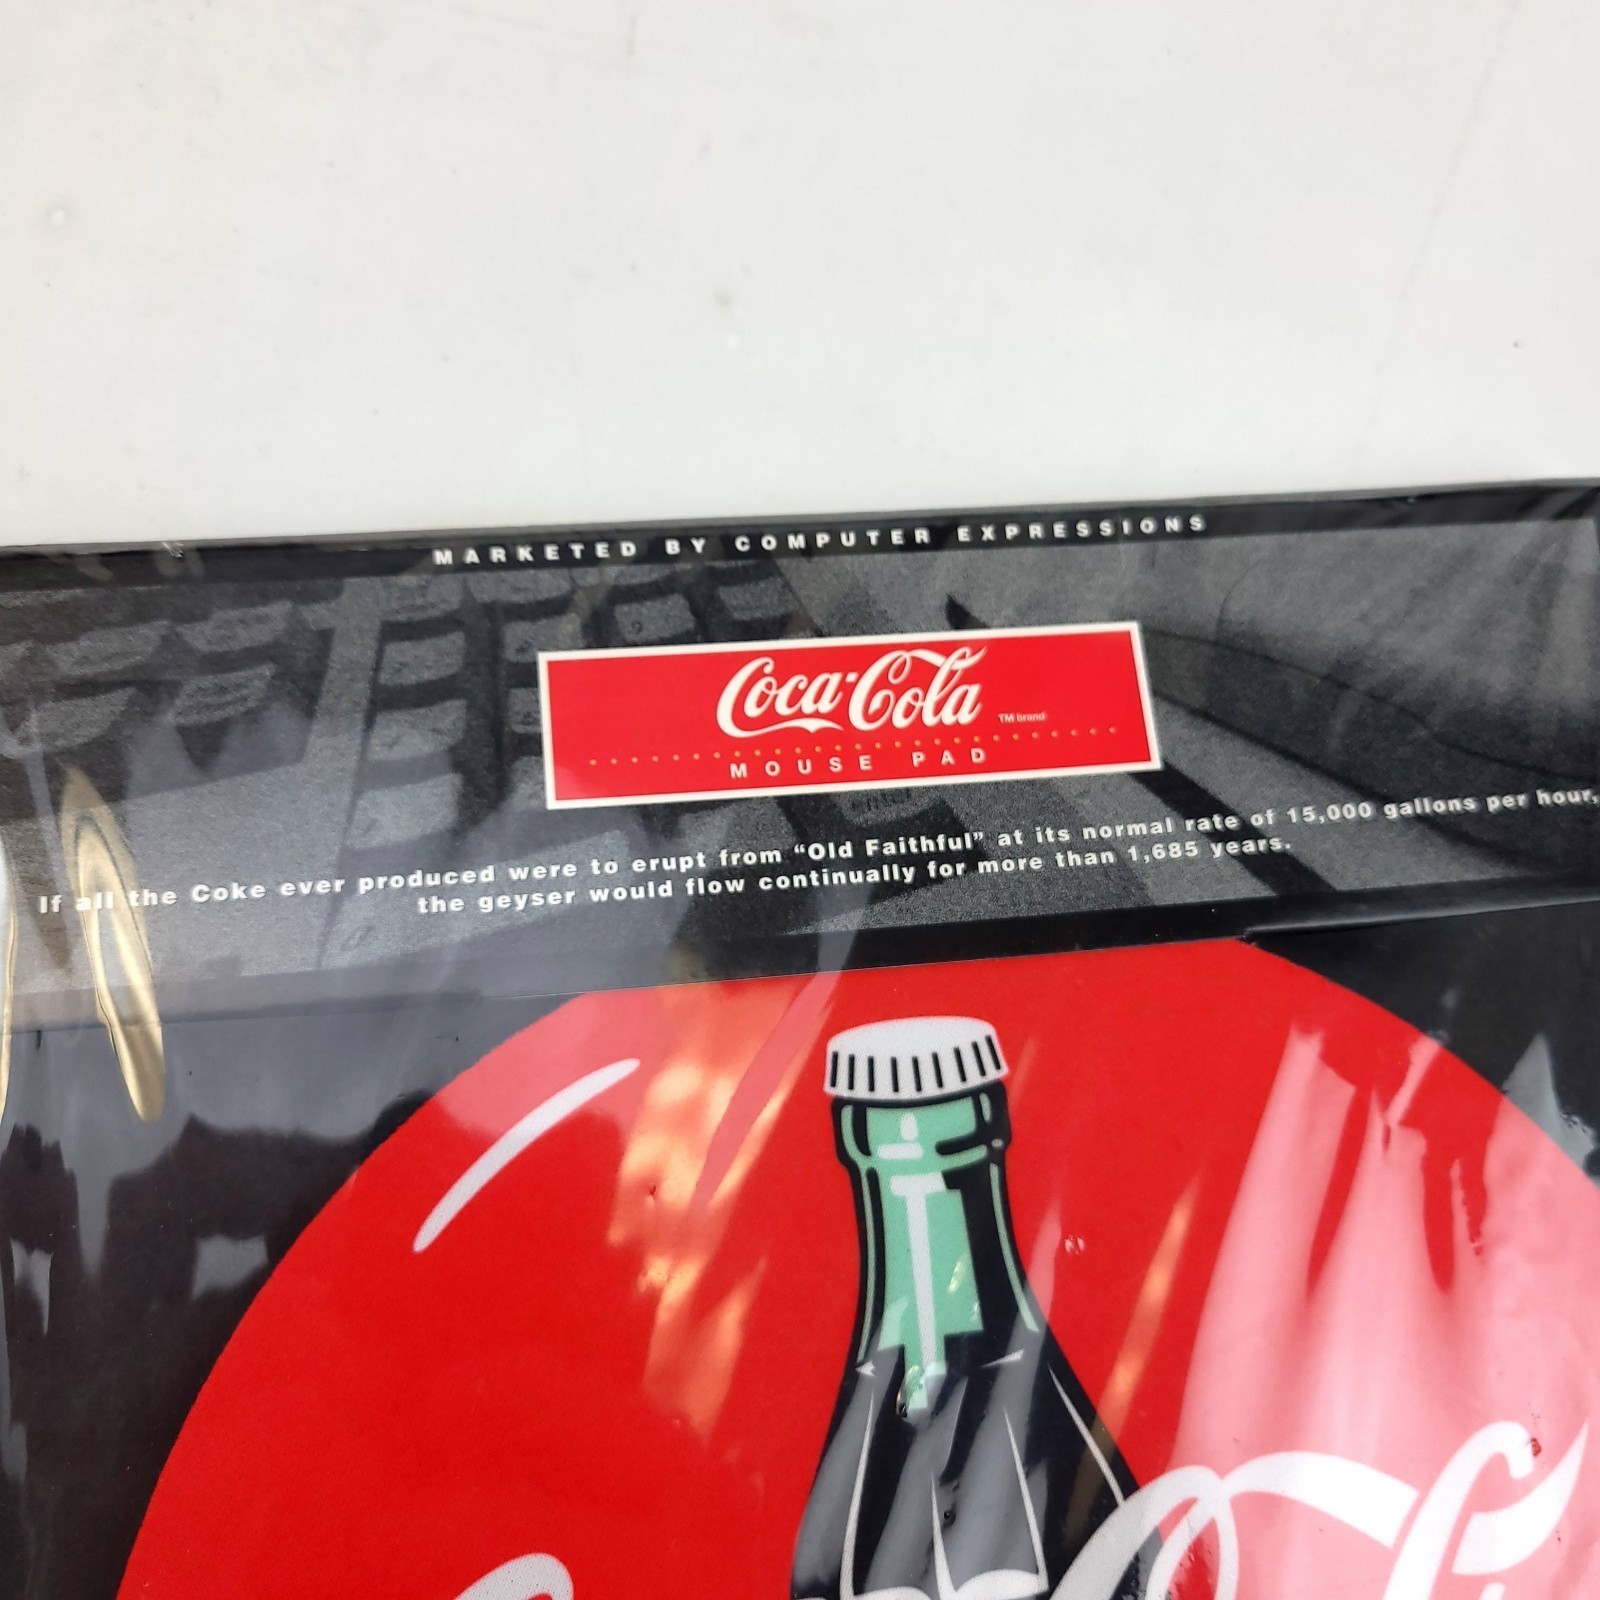 MARKETED BY COMPUTER EXPRESSIONS
Coca-Cola TM brand
MOUSE PAD
If all the Coke ever produced were to erupt from “Old Faithful” at its normal rate of 15,000 gallons per hour,
the geyser would flow continually for more than 1,685 years.